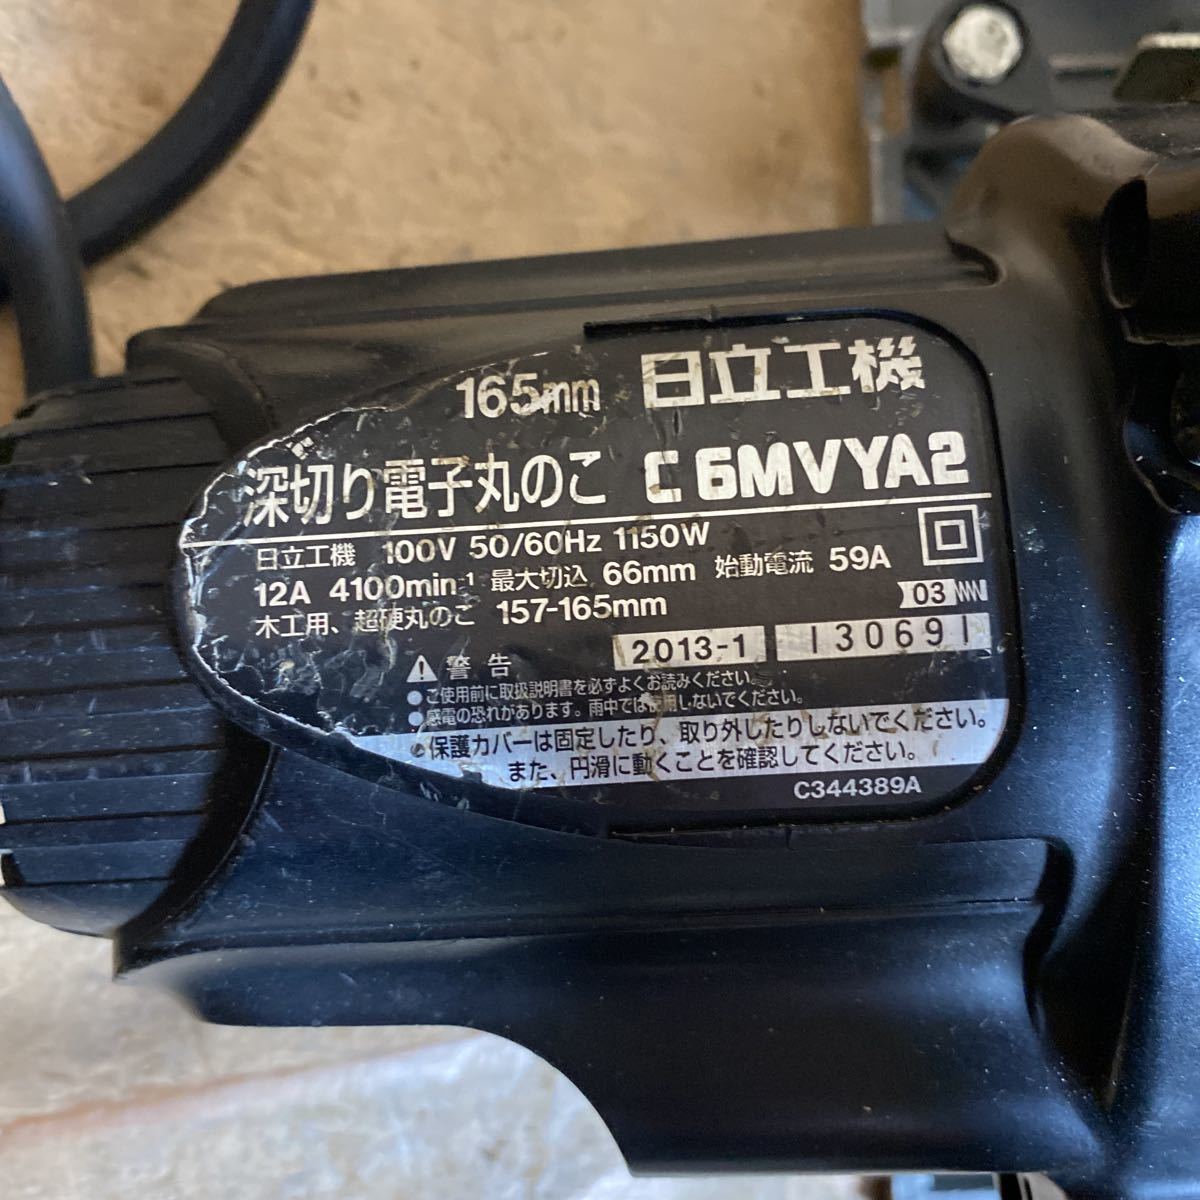 165mm 日立工機
深切り電子丸のこ C 6MVYA2
日立工機 100V 50/60Hz 1150W
12A 4100min⁻¹ 最大切込 66mm 始動電流 59A
木工用、超硬丸のこ 157-165mm
03
2013-1 130691
警告
●ご使用前に取扱説明書を必ずよくお読みください。
●感電の恐れがあります。雨中では使用しないでください。
●保護カバーは固定したり、取り外したりしないでください。
また、円滑に動くことを確認してください。
C344389A